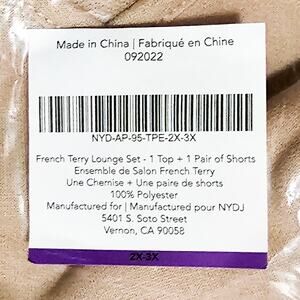 Made in China | Fabriqué en Chine
092022
NYD-AP-95-TPE-2X-3X
French Terry Lounge Set - 1 Top + 1 Pair of Shorts
Ensemble de Salon French Terry
Une Chemise + Une paire de shorts
100% Polyester
Manufactured for | Manufactured pour NYDJ
5401 S. Soto Street
Vernon, CA 90058
2X-3X